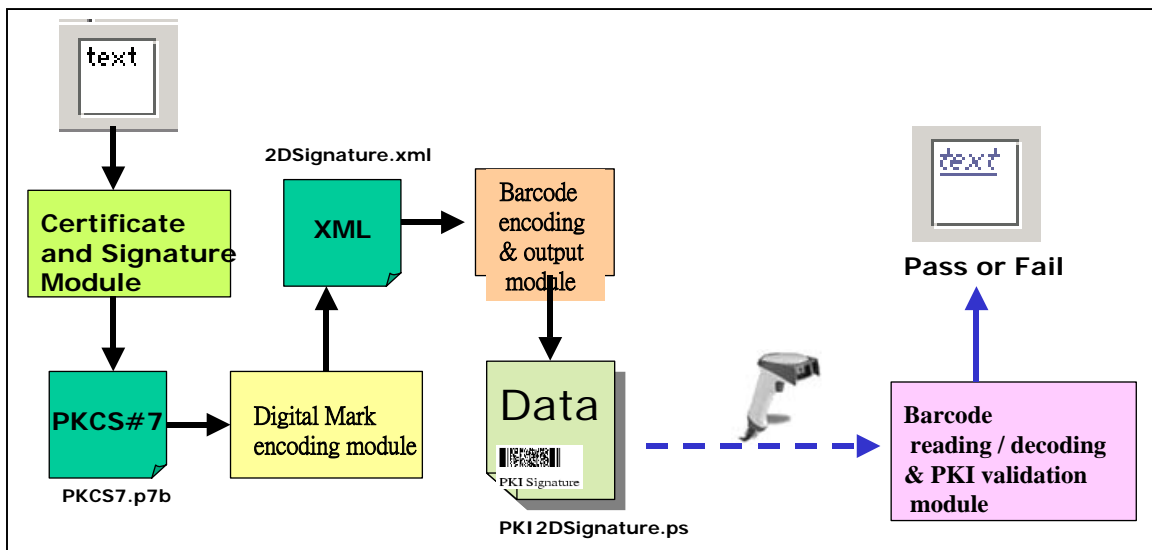 text
Certificate
and Signature
Module
PKCS#7
PKCS7.p7b
Digital Mark
encoding module
2DSignature.xml
XML
Barcode
encoding
& output
module
Data
PKI Signature
PKI2DSignature.ps
Barcode
reading / decoding
& PKI validation
module
text
Pass or Fail